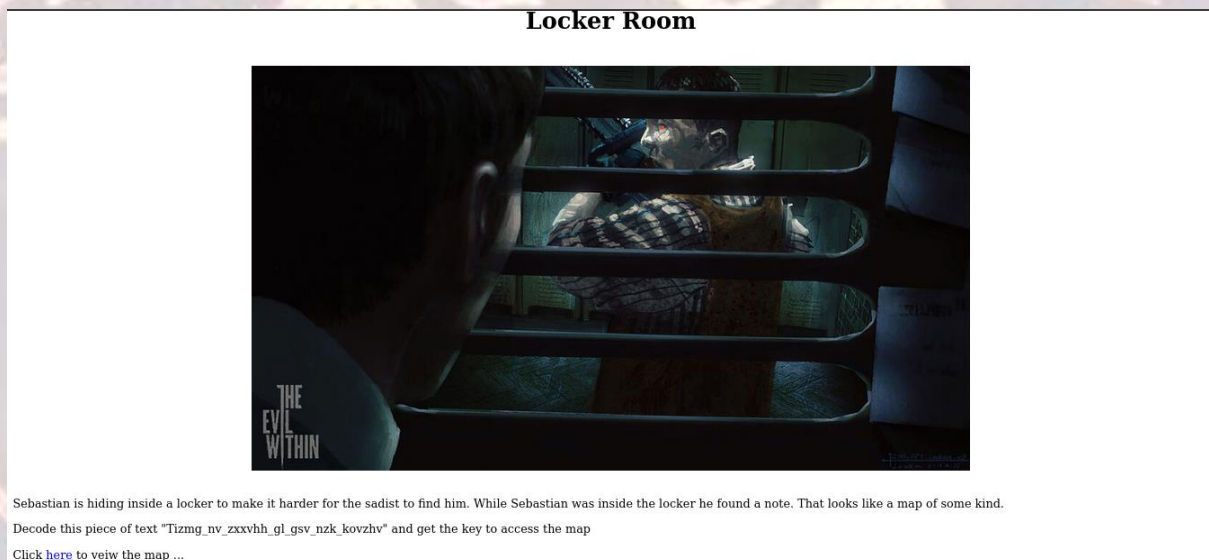 Locker Room
THE
EVIL
WITHIN
Sebastian is hiding inside a locker to make it harder for the sadist to find him. While Sebastian was inside the locker he found a note. That looks like a map of some kind.
Decode this piece of text "Tizmg_nv_zxxvhh_gl_gsv_nzk_kovzhv" and get the key to access the map
Click here to veiw the map ...